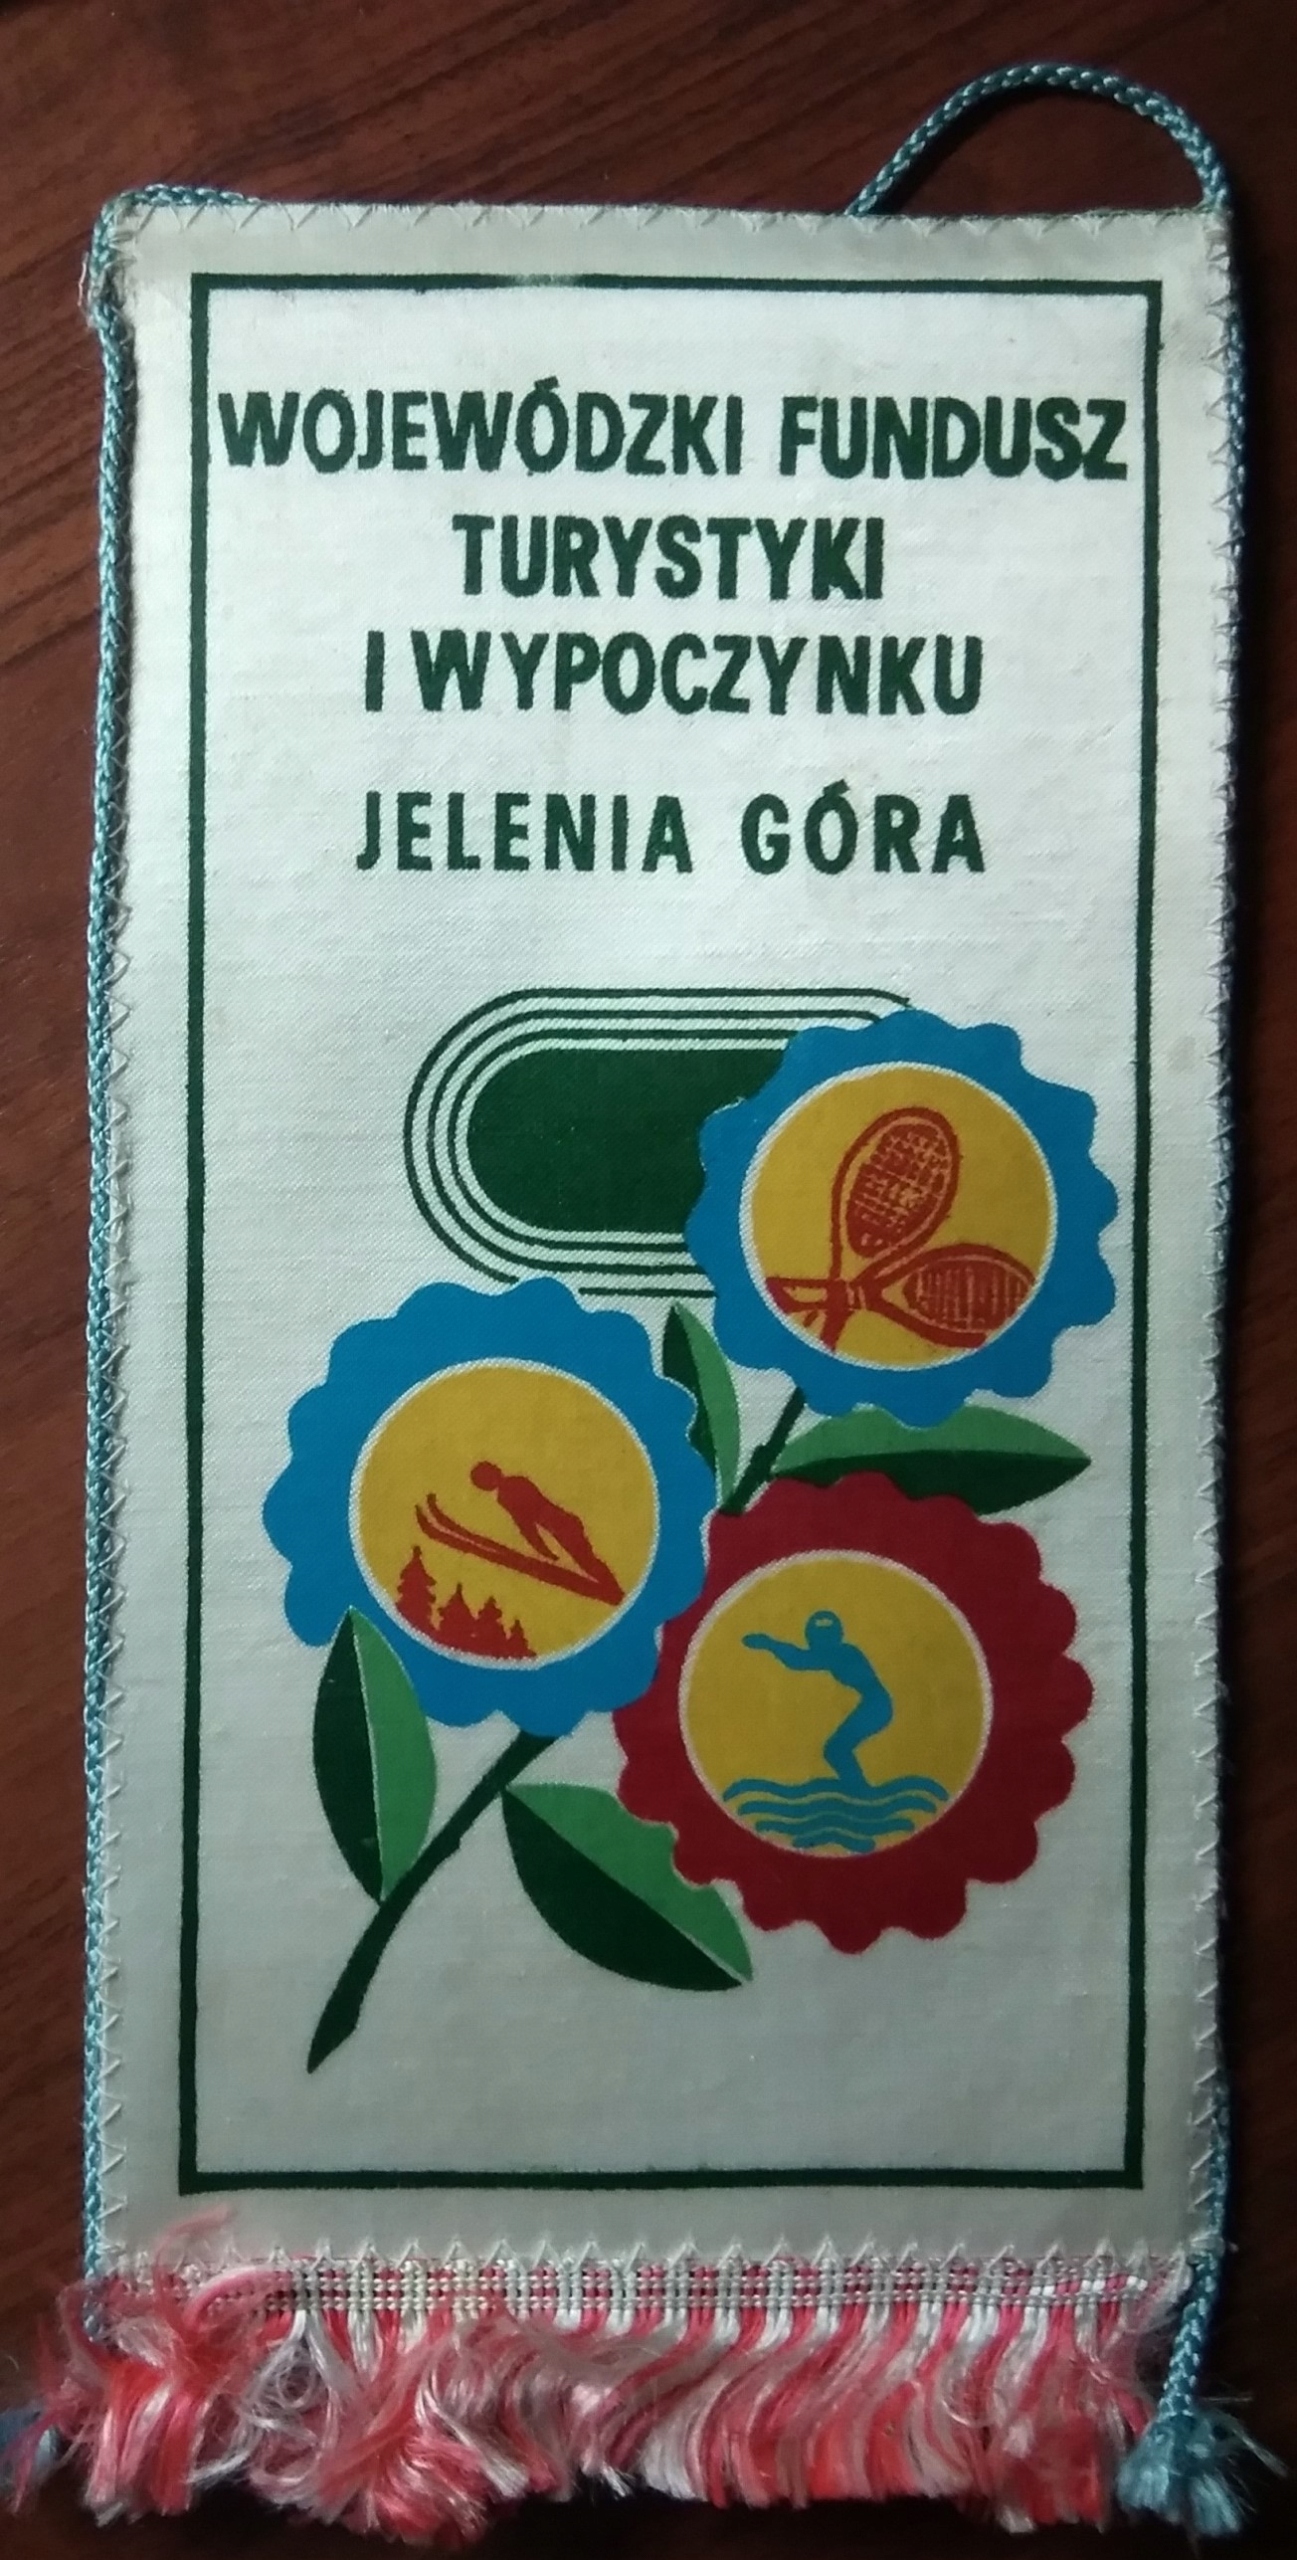 WOJEWÓDZKI FUNDUSZ
TURYSTYKI
I WYPOCZYNKU
JELENIA GÓRA